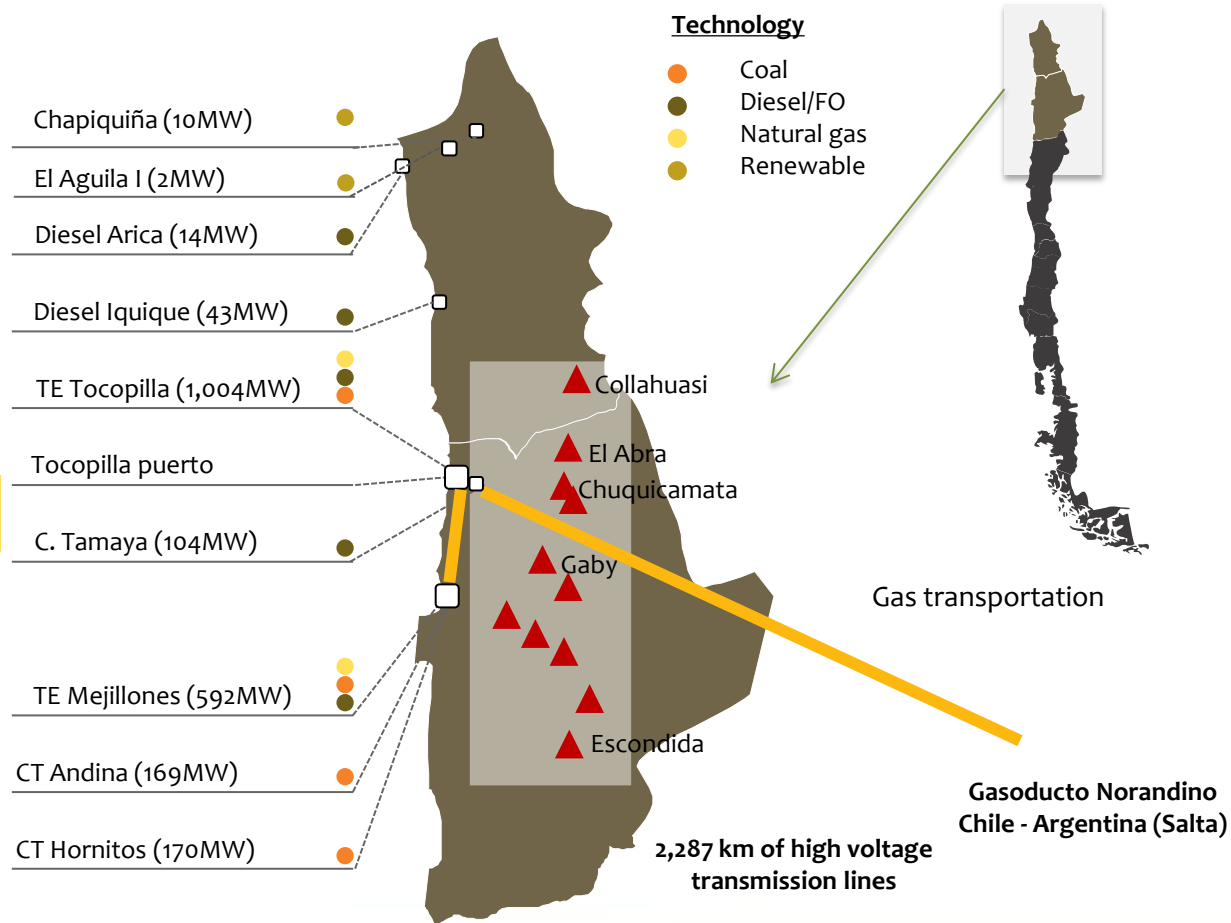 Technology
Coal
Diesel/FO
Natural gas
Renewable
Chapiquiña (10MW)
El Aguila I (2MW)
Diesel Arica (14MW)
Diesel Iquique (43MW)
TE Tocopilla (1,004MW)
Tocopilla puerto
C. Tamaya (104MW)
TE Mejillones (592MW)
CT Andina (169MW)
CT Hornitos (170MW)
Collahuasi
El Abra
Chuquicamata
Gaby
Escondida
Gas transportation
Gasoducto Norandino
Chile - Argentina (Salta)
2,287 km of high voltage
transmission lines